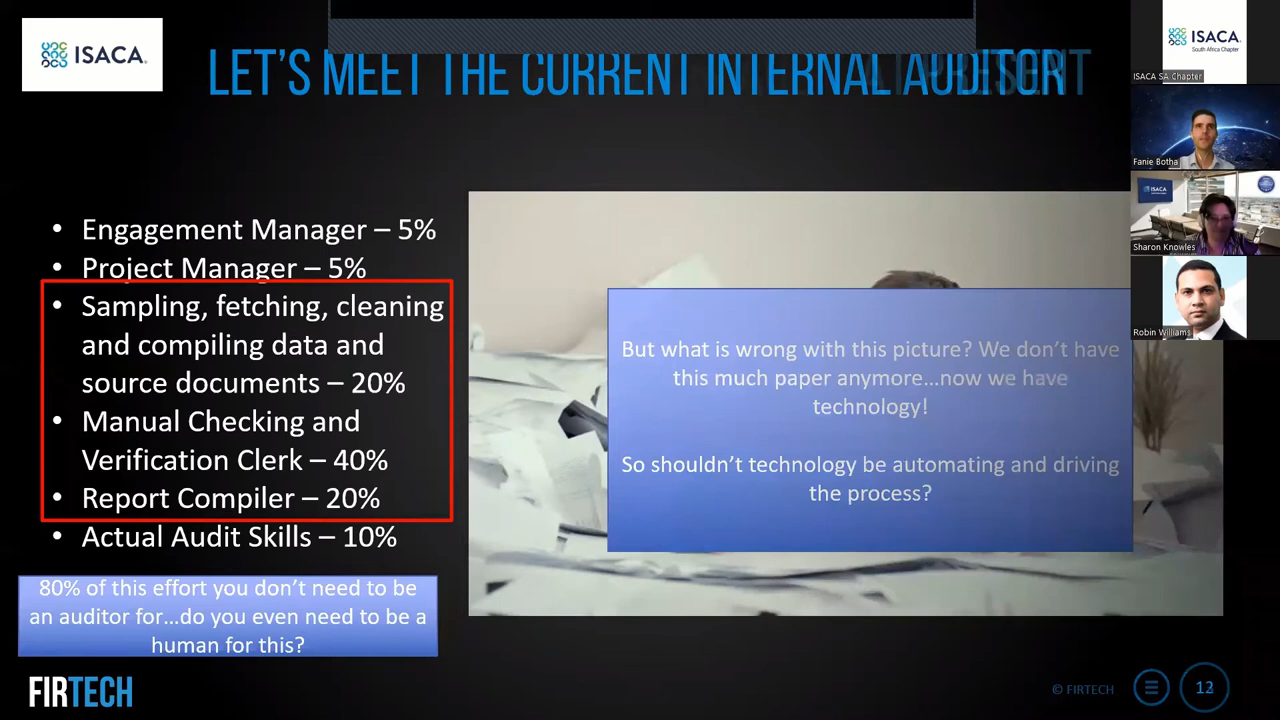 ISACA.
LET'S MEET THE CURRENT INTERNAL AUDITOR
• Engagement Manager – 5%
• Project Manager – 5%
• Sampling, fetching, cleaning
and compiling data and
source documents – 20%
• Manual Checking and
Verification Clerk – 40%
• Report Compiler – 20%
• Actual Audit Skills – 10%
80% of this effort you don't need to be
an auditor for...do you even need to be a
human for this?
But what is wrong with this picture? We don't have
this much paper anymore...now we have
technology!
So shouldn't technology be automating and driving
the process?
ISACA.
South Africa Chapter
ISACA SA Chapter
Fanie Botha
ISACA
Sharon Knowles
Robin Williams
FIRTECH
© FIRTECH
12